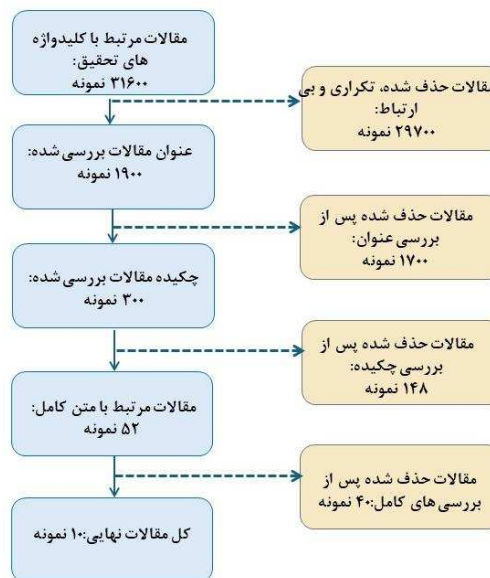 مقالات مرتبط با کلیدواژه
های تحقیق:
۳۱۶۰۰ نمونه
مقالات حذف شده، تکراری و بی
ارتباط:
۲۹۷۰۰ نمونه
عنوان مقالات بررسی شده:
۱۹۰۰ نمونه
مقالات حذف شده پس از
بررسی عنوان:
۱۷۰۰ نمونه
چکیده مقالات بررسی شده:
۳۰۰ نمونه
مقالات حذف شده پس از
بررسی چکیده:
۱۴۸ نمونه
مقالات مرتبط با متن کامل:
۵۲ نمونه
مقالات حذف شده پس از
بررسی های کامل:۴۰ نمونه
کل مقالات نهایی:۱۰ نمونه